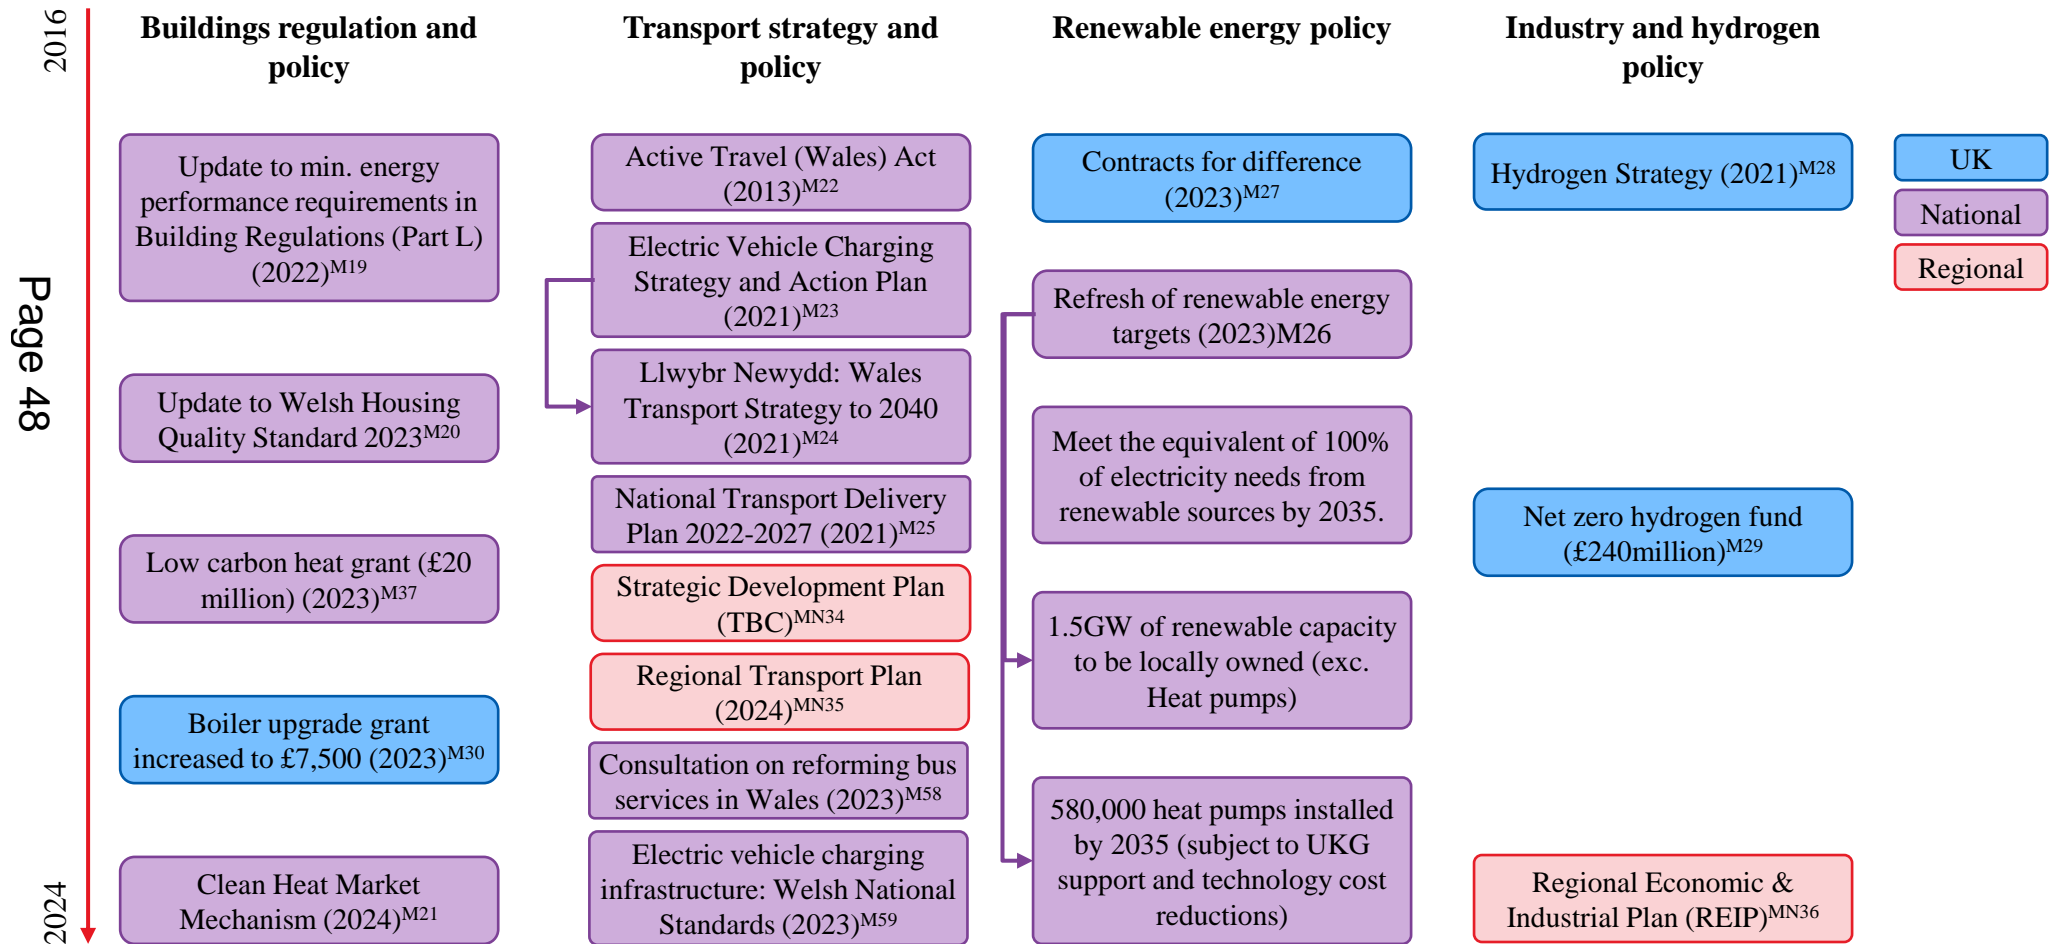 2016
2024
Page 48
Buildings regulation and
policy
Update to min. energy
performance requirements in
Building Regulations (Part L)
(2022)M19
Update to Welsh Housing
Quality Standard 2023M20
Low carbon heat grant (£20
million) (2023)M37
Boiler upgrade grant
increased to £7,500 (2023)M30
Clean Heat Market
Mechanism (2024)M21
Transport strategy and
policy
Active Travel (Wales) Act
(2013)M22
Electric Vehicle Charging
Strategy and Action Plan
(2021)M23
Llwybr Newydd: Wales
Transport Strategy to 2040
(2021)M24
National Transport Delivery
Plan 2022-2027 (2021)M25
Strategic Development Plan
(TBC)MN34
Regional Transport Plan
(2024)MN35
Consultation on reforming bus
services in Wales (2023)M58
Electric vehicle charging
infrastructure: Welsh National
Standards (2023)M59
Renewable energy policy
Contracts for difference
(2023)M27
Refresh of renewable energy
targets (2023)M26
Meet the equivalent of 100%
of electricity needs from
renewable sources by 2035.
1.5GW of renewable capacity
to be locally owned (exc.
Heat pumps)
580,000 heat pumps installed
by 2035 (subject to UKG
support and technology cost
reductions)
Industry and hydrogen
policy
Hydrogen Strategy (2021)M28
Net zero hydrogen fund
(£240million)M29
Regional Economic &
Industrial Plan (REIP)MN36
UK
National
Regional